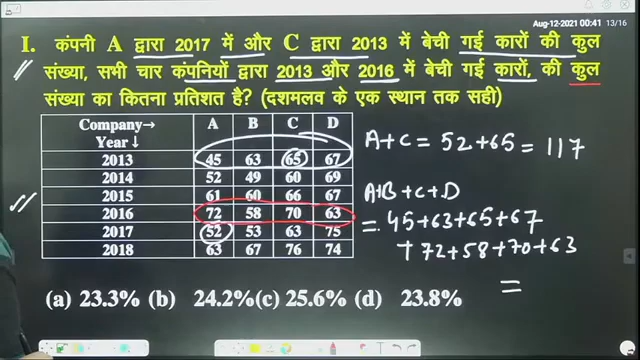 Aug-12-2021 00:41 13/16
I. कंपनी A द्वारा 2017 में और C द्वारा 2013 में बेची गई कारों की कुल
संख्या, सभी चार कंपनियों द्वारा 2013 और 2016 में बेची गई कारों, की कुल
संख्या का कितना प्रतिशत है? (दशमलव के एक स्थान तक सही)
Company→ A B C D
Year ↓
2013 45 63 65 67
2014 52 49 60 69
2015 61 60 66 67
2016 72 58 70 63
2017 52 53 63 75
2018 63 67 76 74
A+C = 52+65 = 117
A+B+C+D
= 45+63+65+67
+72+58+70+63
=
(a) 23.3% (b) 24.2%(c) 25.6% (d) 23.8%